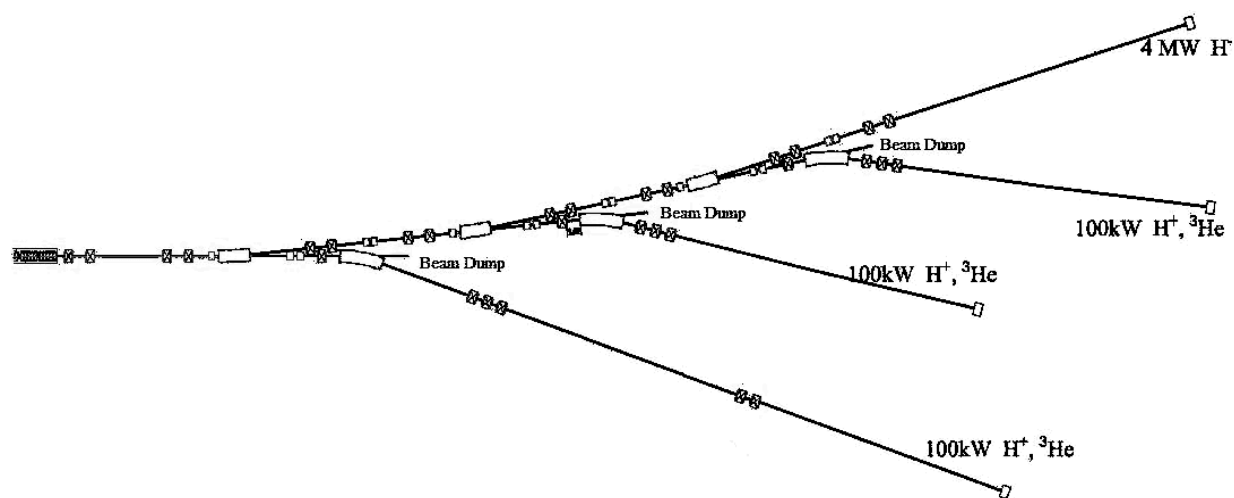 4 MW H⁻
Beam Dump
100kW H⁺, ³He
Beam Dump
100kW H⁺, ³He
Beam Dump
100kW H⁺, ³He